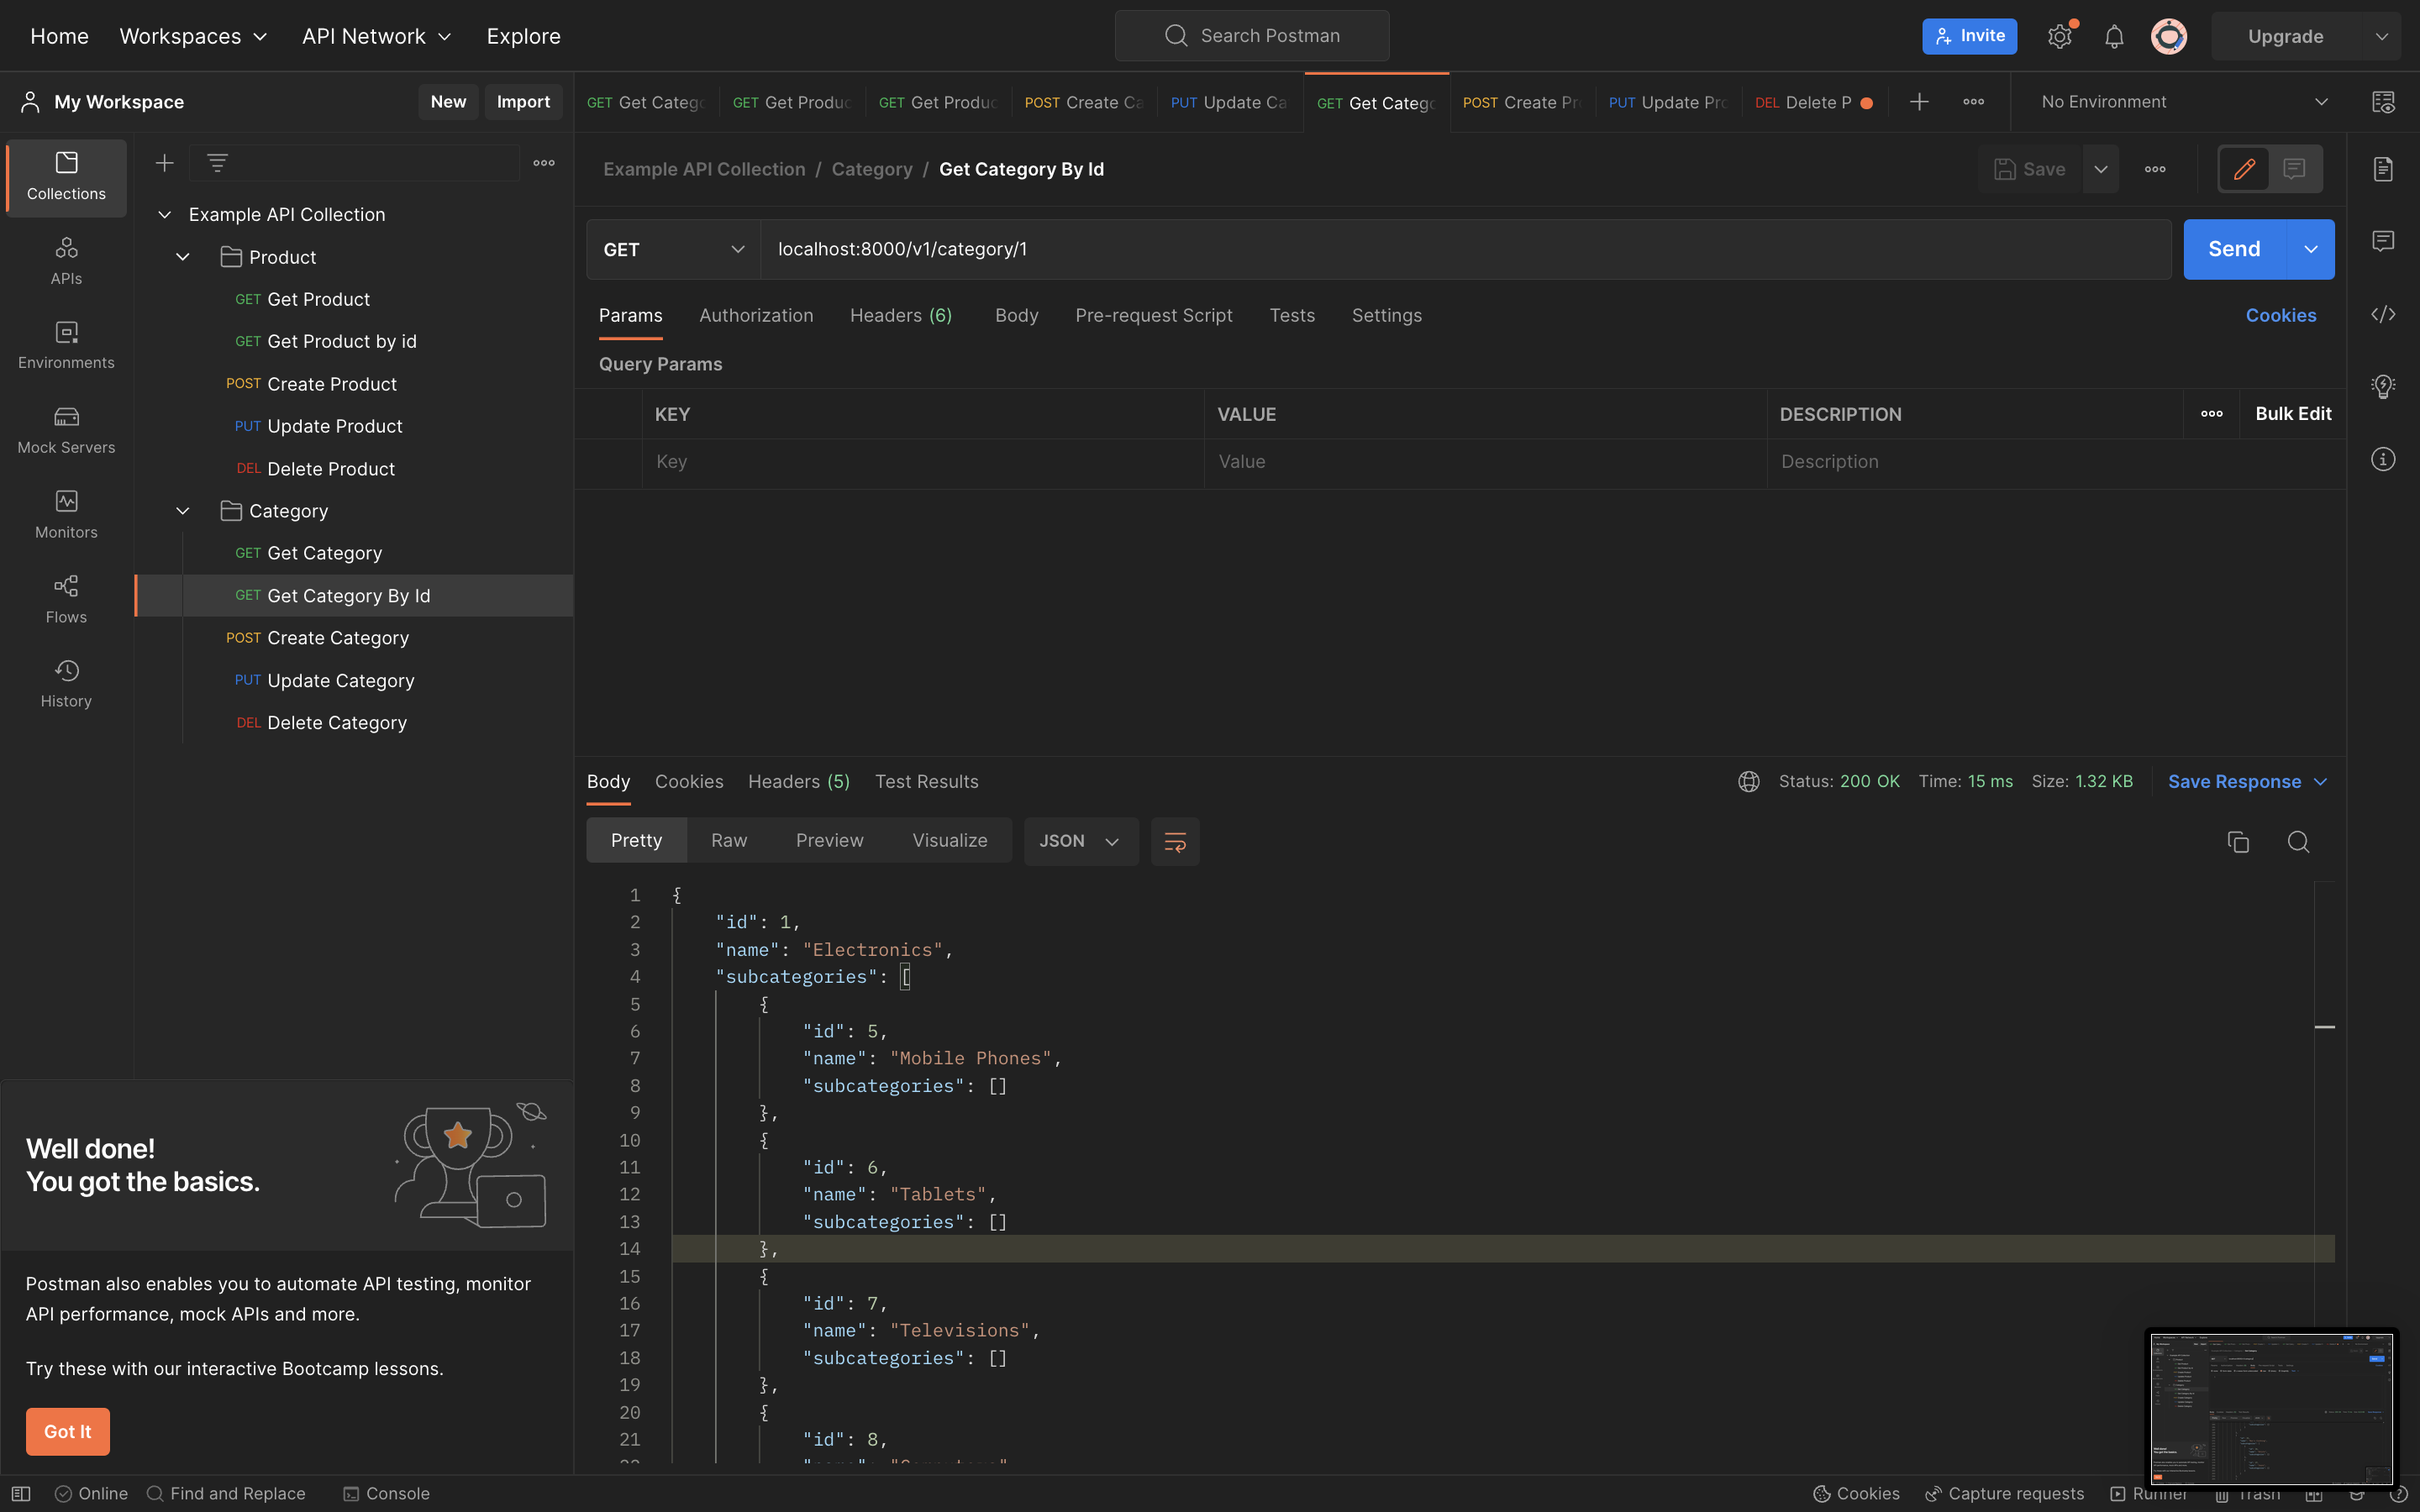 Home Workspaces API Network Explore
Search Postman
Invite Upgrade
My Workspace New Import
GET Get Catego GET Get Produc GET Get Produc POST Create Ca PUT Update Ca GET Get Catego POST Create Pr PUT Update Pro DEL Delete P
No Environment
Collections
APIs
Environments
Mock Servers
Monitors
Flows
History
Example API Collection
Product
GET Get Product
GET Get Product by id
POST Create Product
PUT Update Product
DEL Delete Product
Category
GET Get Category
GET Get Category By Id
POST Create Category
PUT Update Category
DEL Delete Category
Well done!
You got the basics.
Postman also enables you to automate API testing, monitor
API performance, mock APIs and more.
Try these with our interactive Bootcamp lessons.
Got It
Example API Collection / Category / Get Category By Id
Save
GET localhost:8000/v1/category/1 Send
Params Authorization Headers (6) Body Pre-request Script Tests Settings Cookies
Query Params
KEY VALUE DESCRIPTION Bulk Edit
Key Value Description
Body Cookies Headers (5) Test Results Status: 200 OK Time: 15 ms Size: 1.32 KB Save Response
Pretty Raw Preview Visualize JSON
1 {
2 "id": 1,
3 "name": "Electronics",
4 "subcategories": [
5 {
6 "id": 5,
7 "name": "Mobile Phones",
8 "subcategories": []
9 },
10 {
11 "id": 6,
12 "name": "Tablets",
13 "subcategories": []
14 },
15 {
16 "id": 7,
17 "name": "Televisions",
18 "subcategories": []
19 },
20 {
21 "id": 8,
Online Find and Replace Console Cookies Capture requests Runner Trash